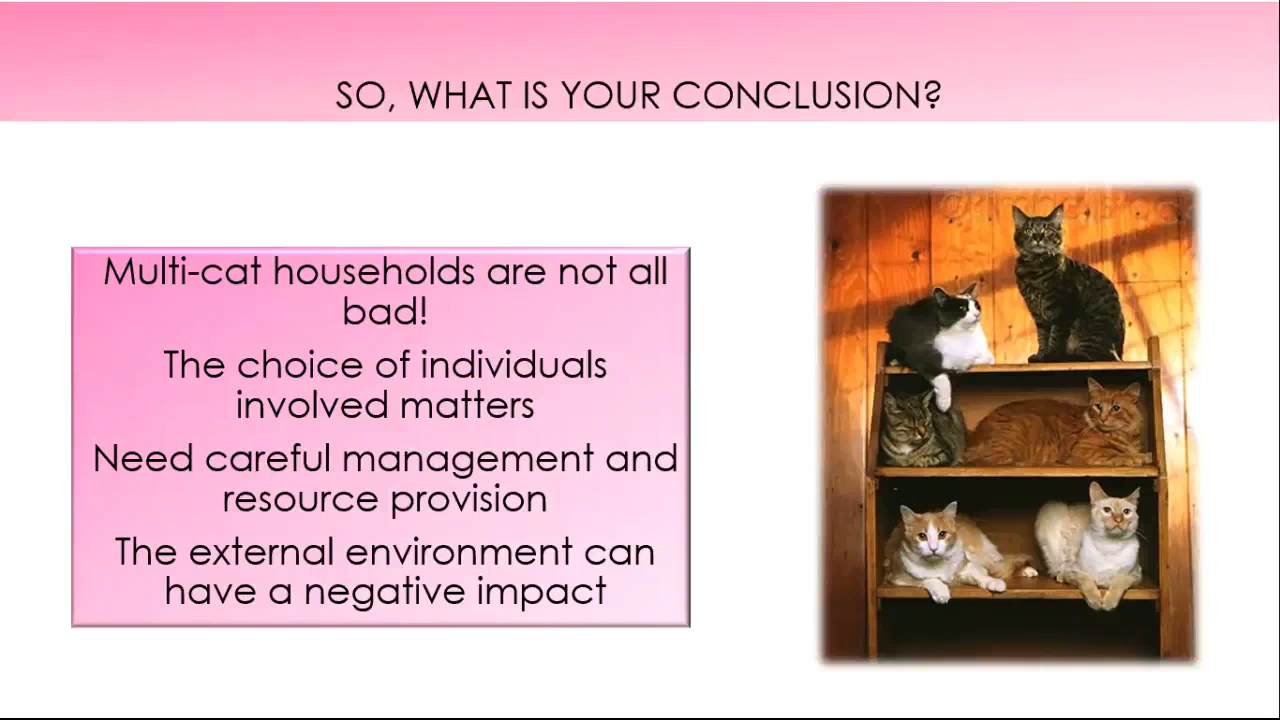 SO, WHAT IS YOUR CONCLUSION?
Multi-cat households are not all
bad!
The choice of individuals
involved matters
Need careful management and
resource provision
The external environment can
have a negative impact